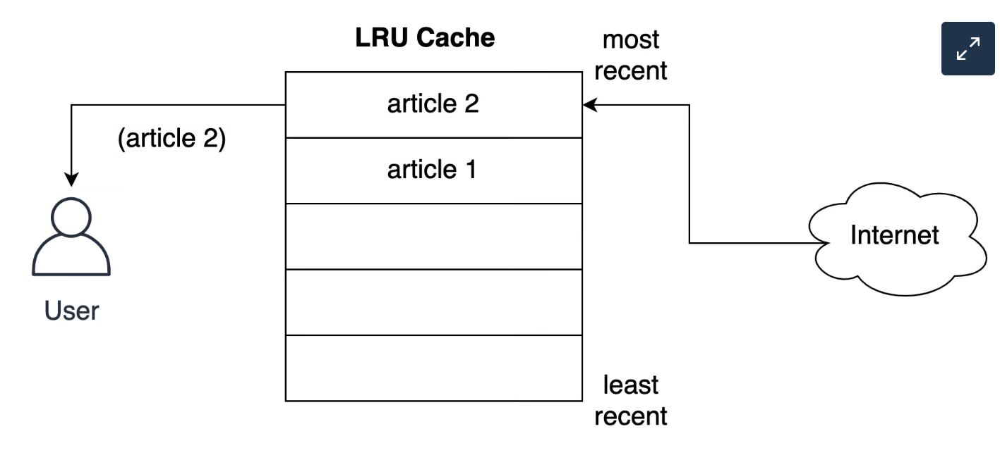 LRU Cache
most
recent
article 2
(article 2)
article 1
Internet
User
least
recent